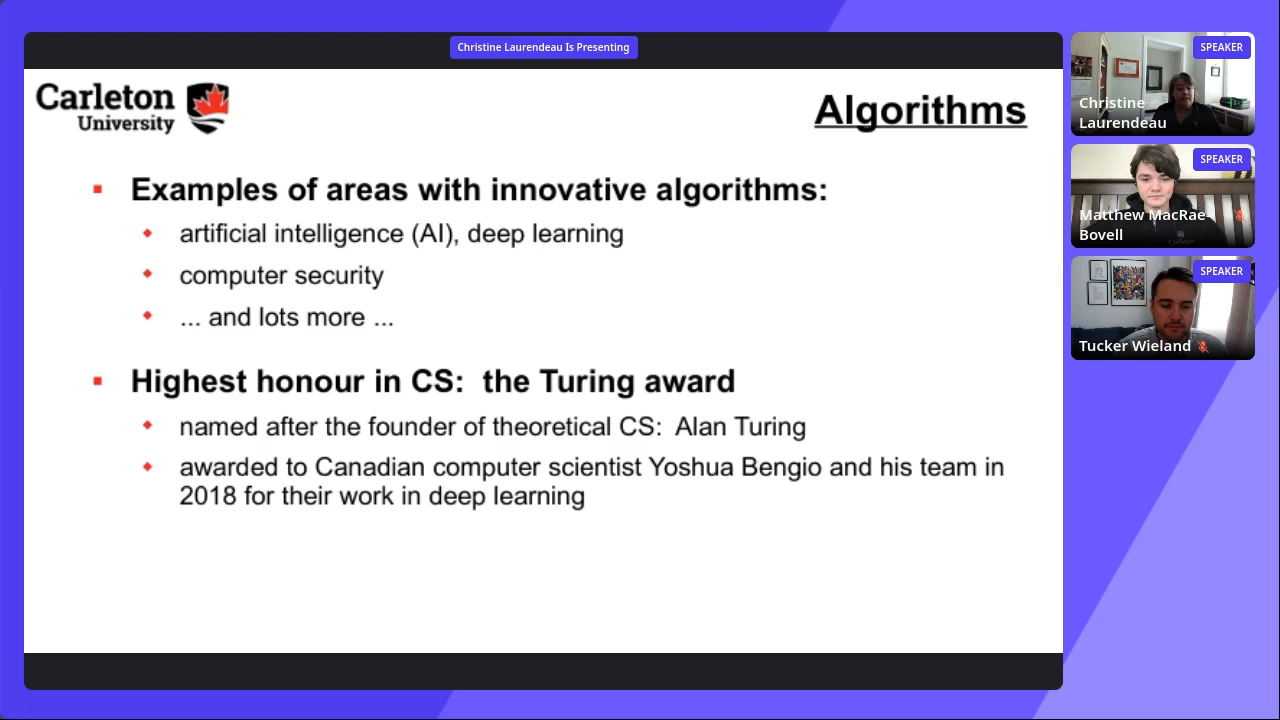 Christine Laurendeau Is Presenting
Carleton
University
Algorithms
Examples of areas with innovative algorithms:
artificial intelligence (AI), deep learning
computer security
... and lots more ...
Highest honour in CS:  the Turing award
named after the founder of theoretical CS:  Alan Turing
awarded to Canadian computer scientist Yoshua Bengio and his team in
2018 for their work in deep learning
SPEAKER
Christine
Laurendeau
SPEAKER
Matthew MacRae-
Bovell
SPEAKER
Tucker Wieland